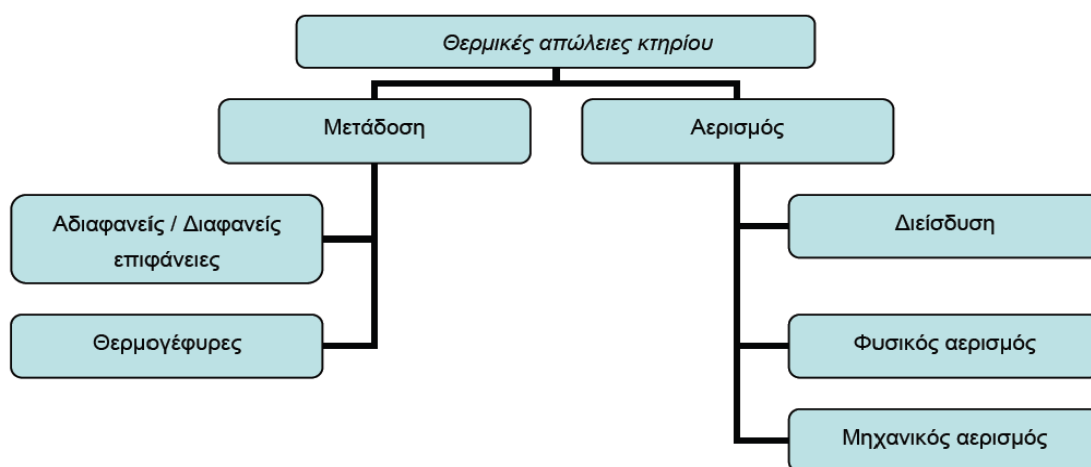 Θερμικές απώλειες κτηρίου
Μετάδοση
Αερισμός
Αδιαφανείς / Διαφανείς
επιφάνειες
Διείσδυση
Θερμογέφυρες
Φυσικός αερισμός
Μηχανικός αερισμός